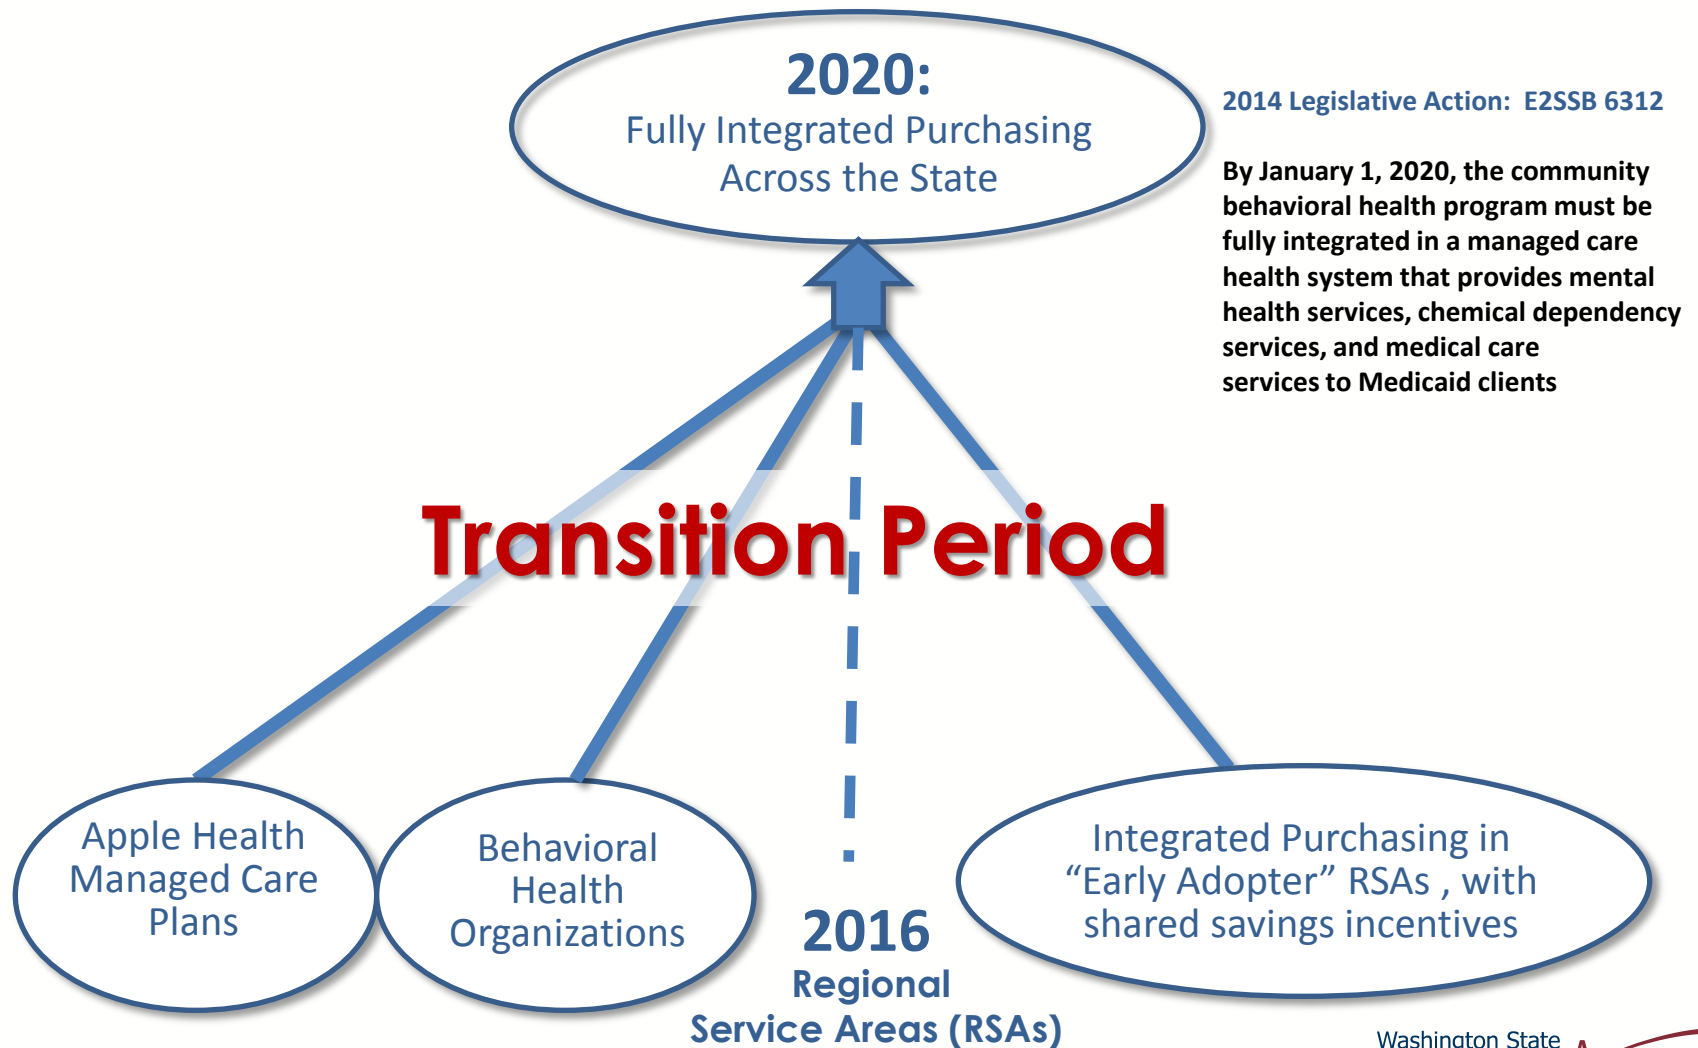 2020:
Fully Integrated Purchasing
Across the State
2014 Legislative Action:  E2SSB 6312
By January 1, 2020, the community
behavioral health program must be
fully integrated in a managed care
health system that provides mental
health services, chemical dependency
services, and medical care
services to Medicaid clients
Transition Period
Apple Health
Managed Care
Plans
Behavioral
Health
Organizations
2016
Regional
Service Areas (RSAs)
Integrated Purchasing in
“Early Adopter” RSAs , with
shared savings incentives
Washington State